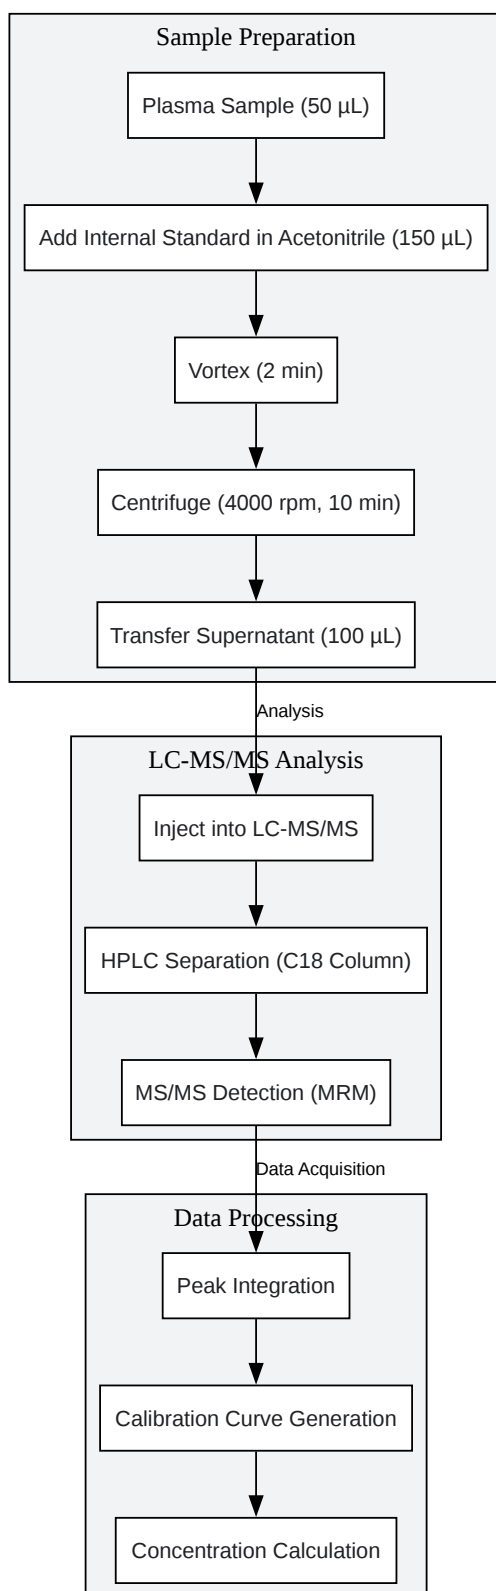 Sample Preparation
Plasma Sample (50 µL)
Add Internal Standard in Acetonitrile (150 µL)
Vortex (2 min)
Centrifuge (4000 rpm, 10 min)
Transfer Supernatant (100 µL)
Analysis
LC-MS/MS Analysis
Inject into LC-MS/MS
HPLC Separation (C18 Column)
MS/MS Detection (MRM)
Data Acquisition
Data Processing
Peak Integration
Calibration Curve Generation
Concentration Calculation